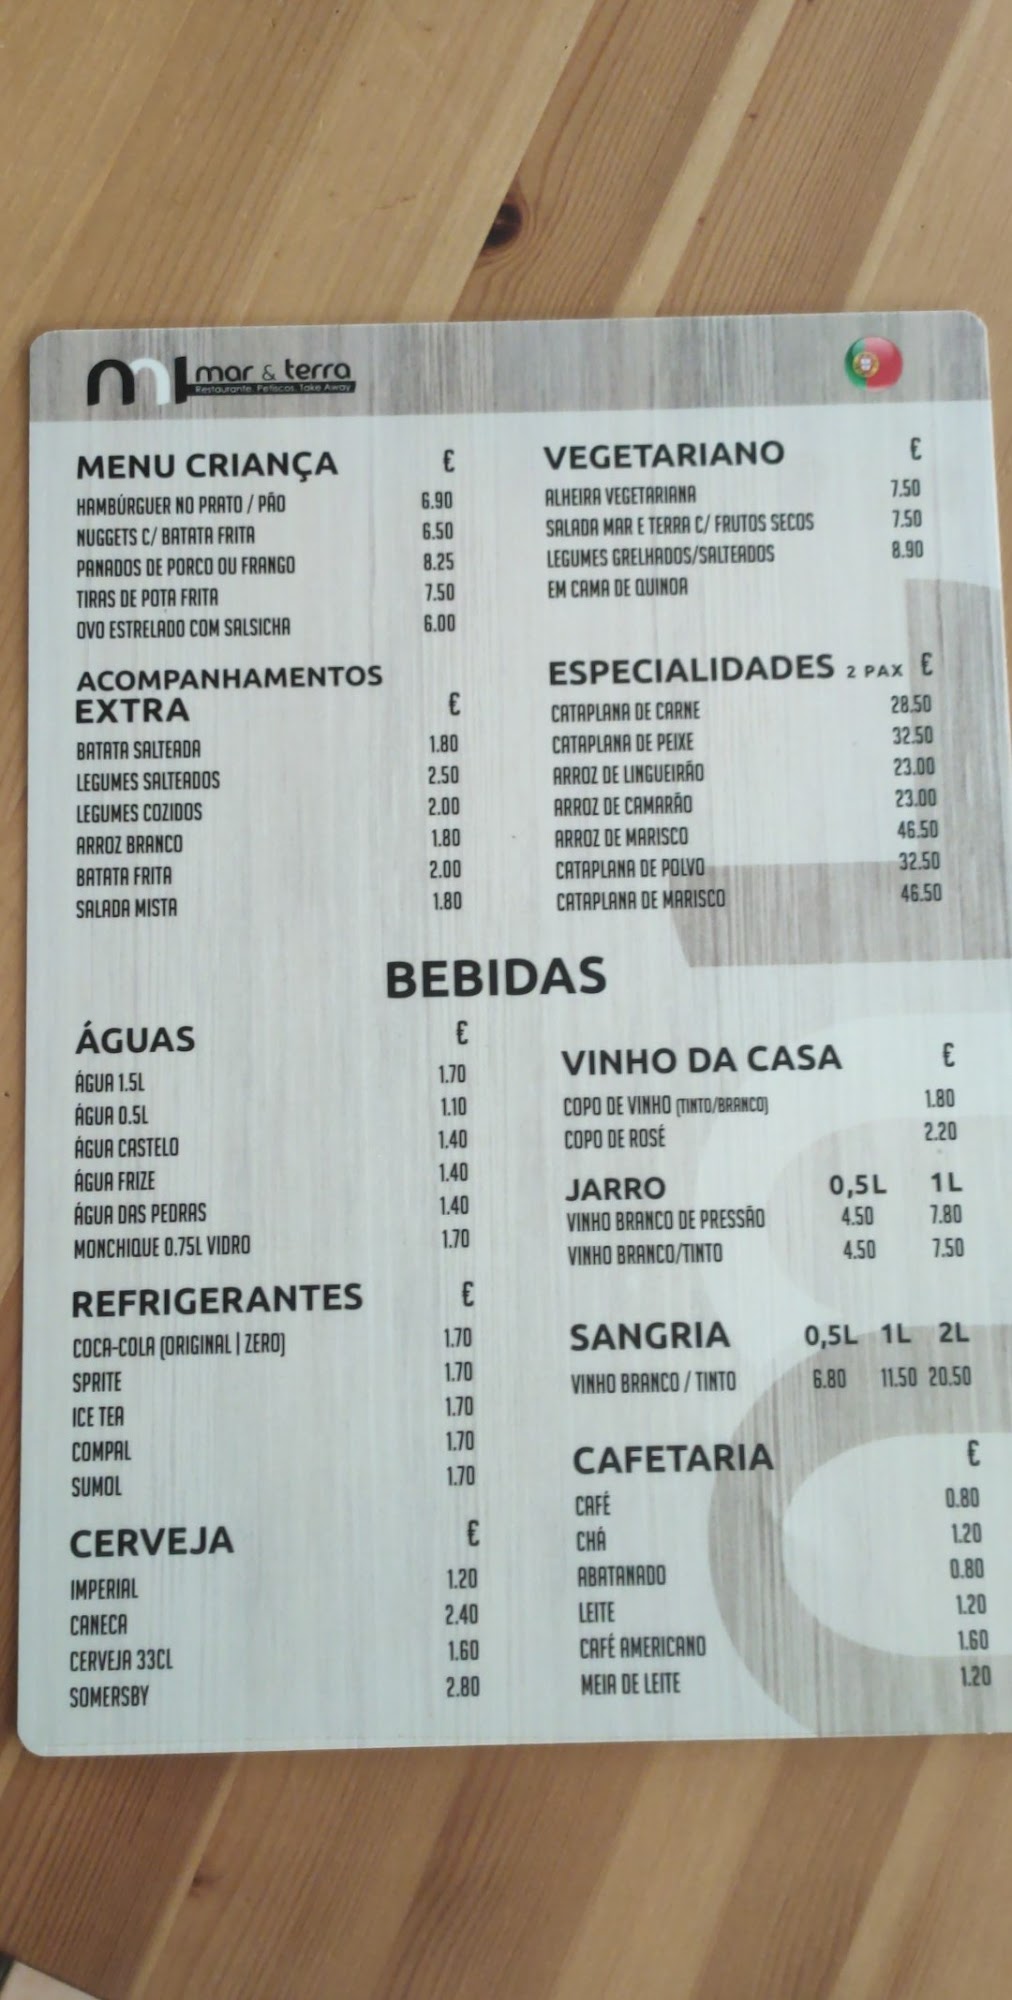 mar & terra
Restaurante. Petiscos. Take Away
MENU CRIANÇA €
HAMBÚRGUER NO PRATO / PÃO 6.90
NUGGETS C/ BATATA FRITA 6.50
PANADOS DE PORCO OU FRANGO 8.25
TIRAS DE POTA FRITA 7.50
OVO ESTRELADO COM SALSICHA 6.00
ACOMPANHAMENTOS
EXTRA €
BATATA SALTEADA 1.80
LEGUMES SALTEADOS 2.50
LEGUMES COZIDOS 2.00
ARROZ BRANCO 1.80
BATATA FRITA 2.00
SALADA MISTA 1.80
VEGETARIANO €
ALHEIRA VEGETARIANA 7.50
SALADA MAR E TERRA C/ FRUTOS SECOS 7.50
LEGUMES GRELHADOS/SALTEADOS 8.90
EM CAMA DE QUINOA
ESPECIALIDADES 2 PAX €
CATAPLANA DE CARNE 28.50
CATAPLANA DE PEIXE 32.50
ARROZ DE LINGUEIRÃO 23.00
ARROZ DE CAMARÃO 23.00
ARROZ DE MARISCO 46.50
CATAPLANA DE POLVO 32.50
CATAPLANA DE MARISCO 46.50
BEBIDAS
ÁGUAS €
ÁGUA 1.5L 1.70
ÁGUA 0.5L 1.10
ÁGUA CASTELO 1.40
ÁGUA FRIZE 1.40
ÁGUA DAS PEDRAS 1.40
MONCHIQUE 0.75L VIDRO 1.70
REFRIGERANTES €
COCA-COLA (ORIGINAL | ZERO) 1.70
SPRITE 1.70
ICE TEA 1.70
COMPAL 1.70
SUMOL 1.70
CERVEJA €
IMPERIAL 1.20
CANECA 2.40
CERVEJA 33CL 1.60
SOMERSBY 2.80
VINHO DA CASA €
COPO DE VINHO (TINTO/BRANCO) 1.80
COPO DE ROSÉ 2.20
JARRO 0,5L 1L
VINHO BRANCO DE PRESSÃO 4.50 7.80
VINHO BRANCO/TINTO 4.50 7.50
SANGRIA 0,5L 1L 2L
VINHO BRANCO / TINTO 6.80 11.50 20.50
CAFETARIA €
CAFÉ 0.80
CHÁ 1.20
ABATANADO 0.80
LEITE 1.20
CAFÉ AMERICANO 1.60
MEIA DE LEITE 1.20